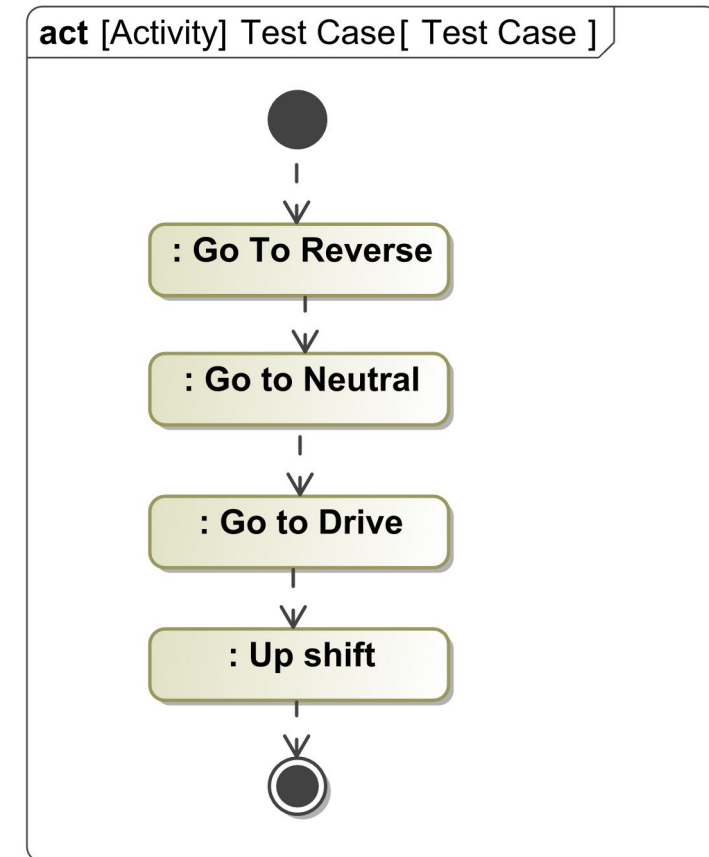 act [Activity] Test Case[ Test Case ]
: Go To Reverse
: Go to Neutral
: Go to Drive
: Up shift